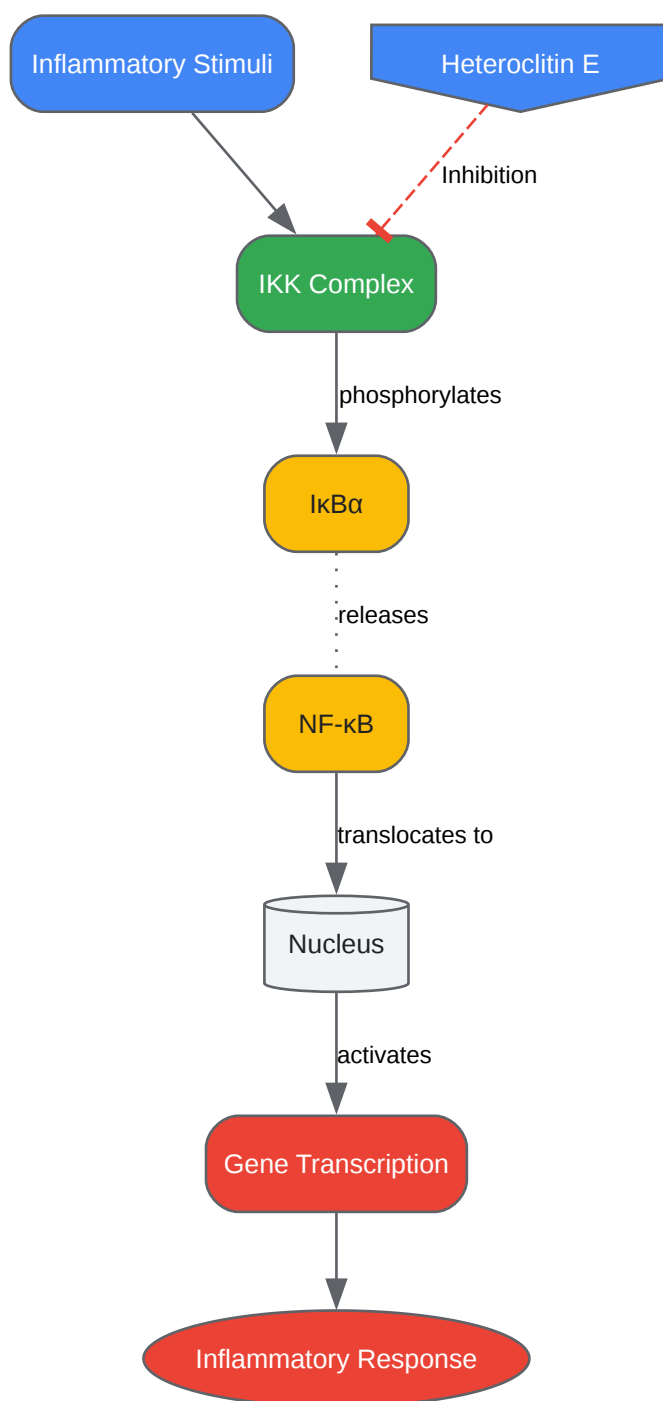 Inflammatory Stimuli
Heteroclitin E
Inhibition
IKK Complex
phosphorylates
IκBα
releases
NF-κB
translocates to
Nucleus
activates
Gene Transcription
Inflammatory Response